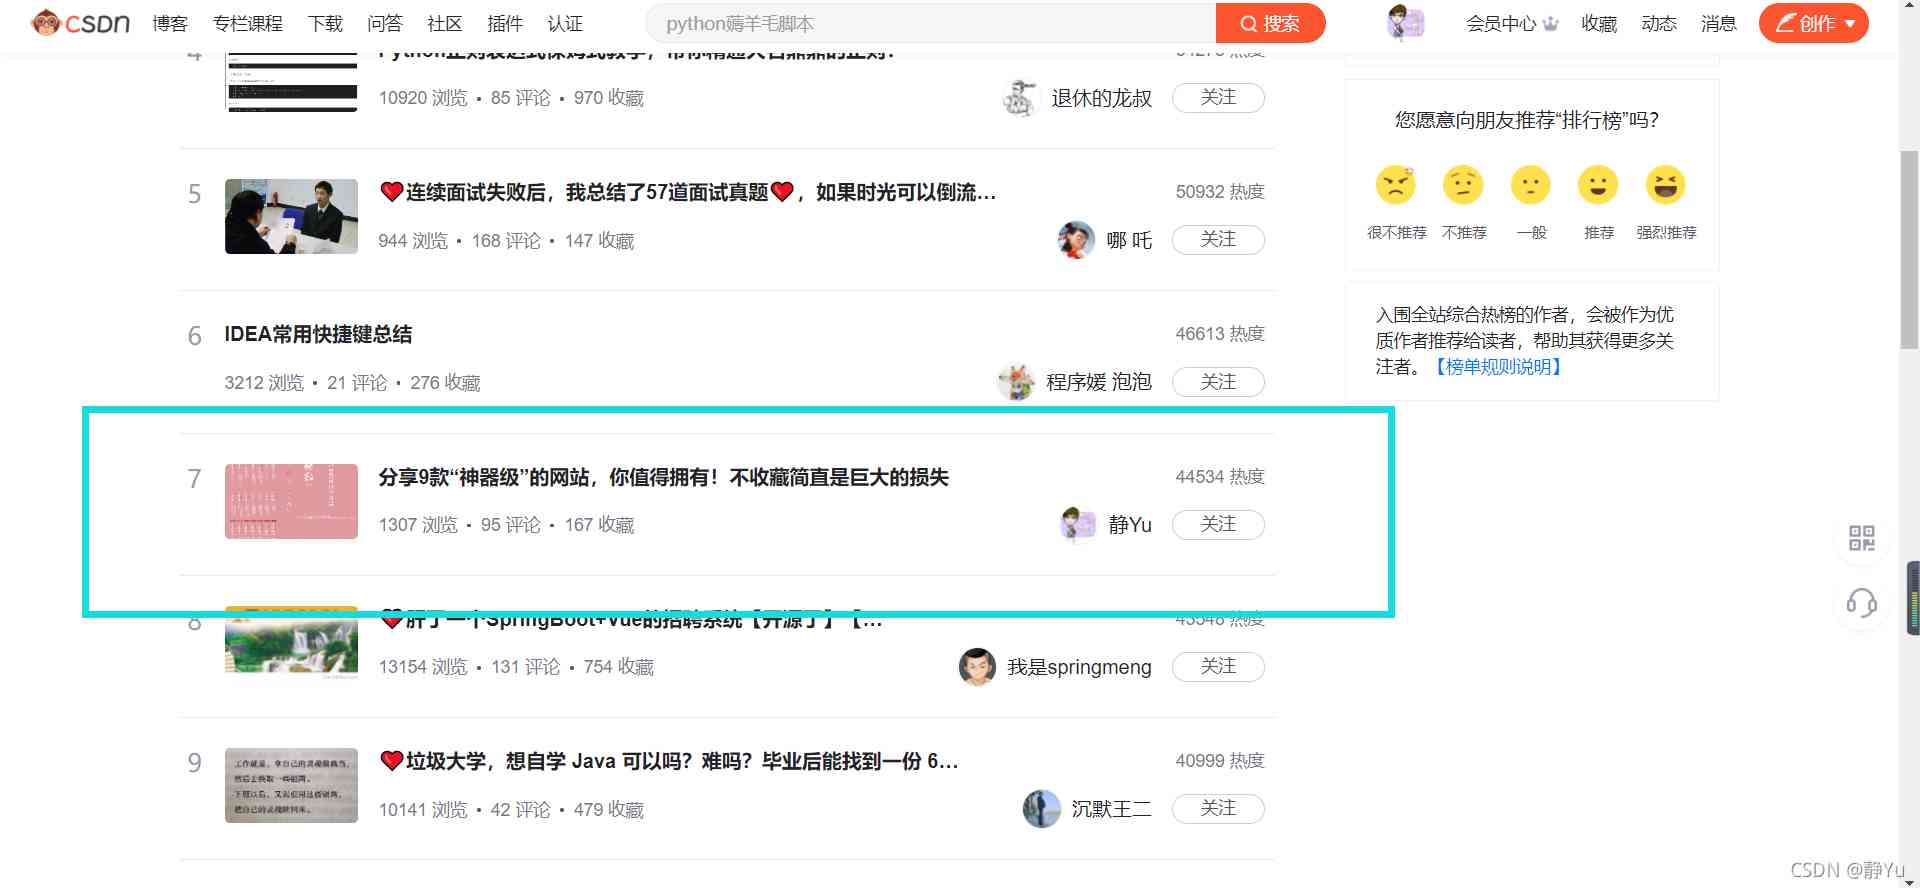 CSDN 博客 专栏课程 下载 问答 社区 插件 认证 python薅羊毛脚本 搜索 会员中心 收藏 动态 消息 创作
10920 浏览 • 85 评论 • 970 收藏 退休的龙叔 关注
5 ❤连续面试失败后，我总结了57道面试真题❤，如果时光可以倒流... 50932 热度
944 浏览 • 168 评论 • 147 收藏 哪 吒 关注
6 IDEA常用快捷键总结 46613 热度
3212 浏览 • 21 评论 • 276 收藏 程序媛 泡泡 关注
7 分享9款“神器级”的网站，你值得拥有！不收藏简直是巨大的损失 44534 热度
1307 浏览 • 95 评论 • 167 收藏 静Yu 关注
8 ❤肝了一个SpringBoot+Vue的招聘系统【开源了】【... 43548 热度
13154 浏览 • 131 评论 • 754 收藏 我是springmeng 关注
9 ❤垃圾大学，想自学 Java 可以吗？难吗？毕业后能找到一份 6... 40999 热度
10141 浏览 • 42 评论 • 479 收藏 沉默王二 关注
您愿意向朋友推荐“排行榜”吗？
很不推荐 不推荐 一般 推荐 强烈推荐
入围全站综合热榜的作者，会被作为优
质作者推荐给读者，帮助其获得更多关
注者。【榜单规则说明】
CSDN @静Yu